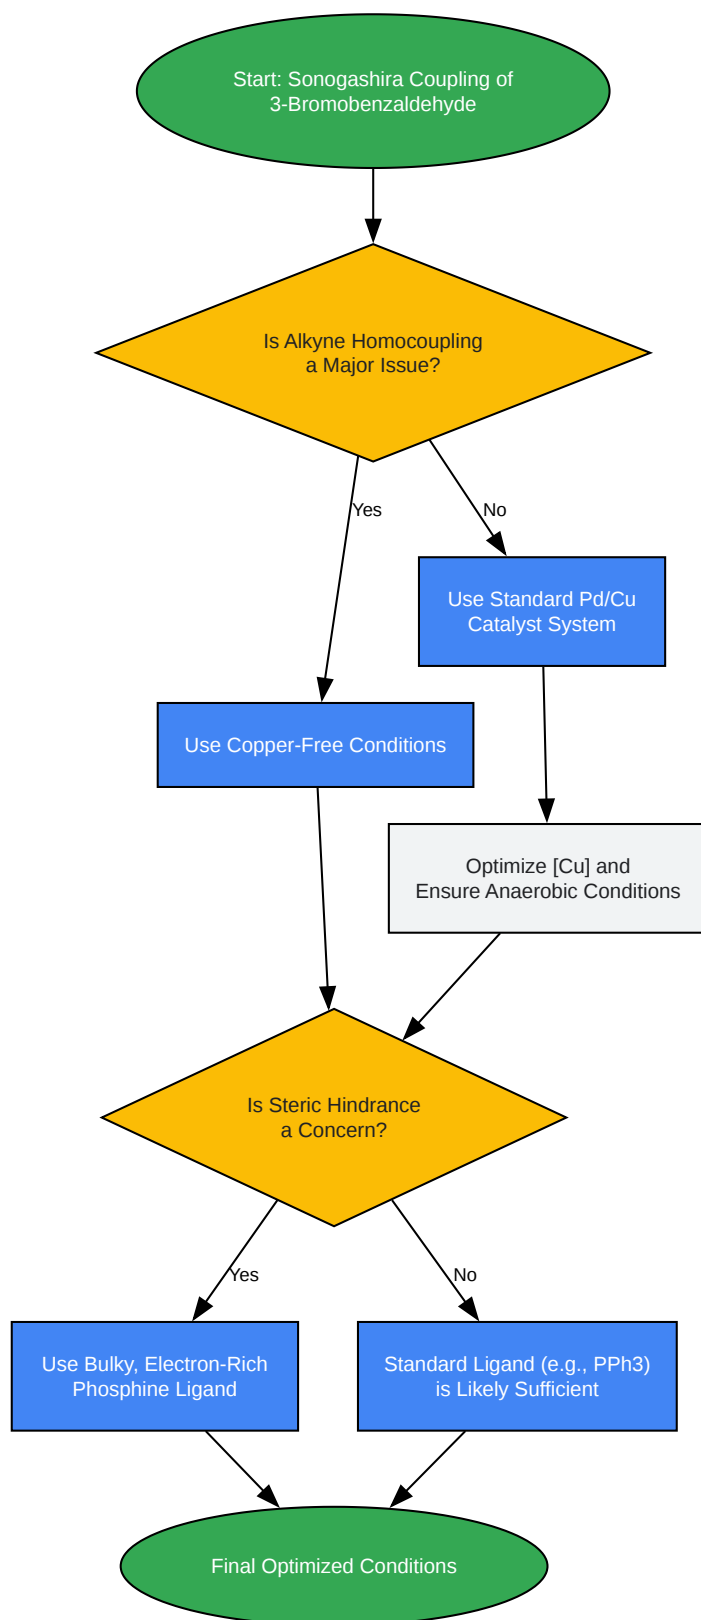 Start: Sonogashira Coupling of
3-Bromobenzaldehyde
Is Alkyne Homocoupling
a Major Issue?
Yes
No
Use Standard Pd/Cu
Catalyst System
Use Copper-Free Conditions
Optimize [Cu] and
Ensure Anaerobic Conditions
Is Steric Hindrance
a Concern?
Yes
No
Use Bulky, Electron-Rich
Phosphine Ligand
Standard Ligand (e.g., PPh3)
is Likely Sufficient
Final Optimized Conditions